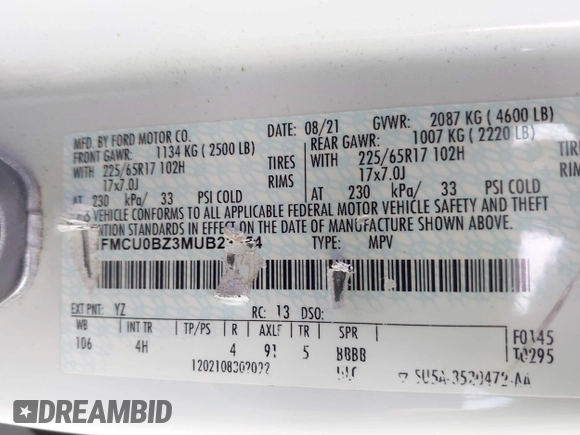 MFD. BY FORD MOTOR CO. 08/21 GVWR: 2087 KG ( 4600 LB)
FRONT GAWR: 1134 KG ( 2500 LB) REAR GAWR: 1007 KG ( 2220 LB)
WITH 225/65R17 102H TIRES WITH 225/65R17 102H
17x7.0J RIMS 17x7.0J
AT 230 kPa/ 33 PSI COLD AT 230 kPa/ 33 PSI COLD
VEHICLE CONFORMS TO ALL APPLICABLE FEDERAL MOTOR VEHICLE SAFETY AND THEFT
PREVENTION STANDARDS IN EFFECT ON THE DATE OF MANUFACTURE SHOWN ABOVE.
TYPE: MPV
EXT PNT: YZ RC: 13 DSO:
WB INT TR TP/PS R AXLE TR SPR F0145
106 4H 4 91 5 BBBB T0295
DREAMBID